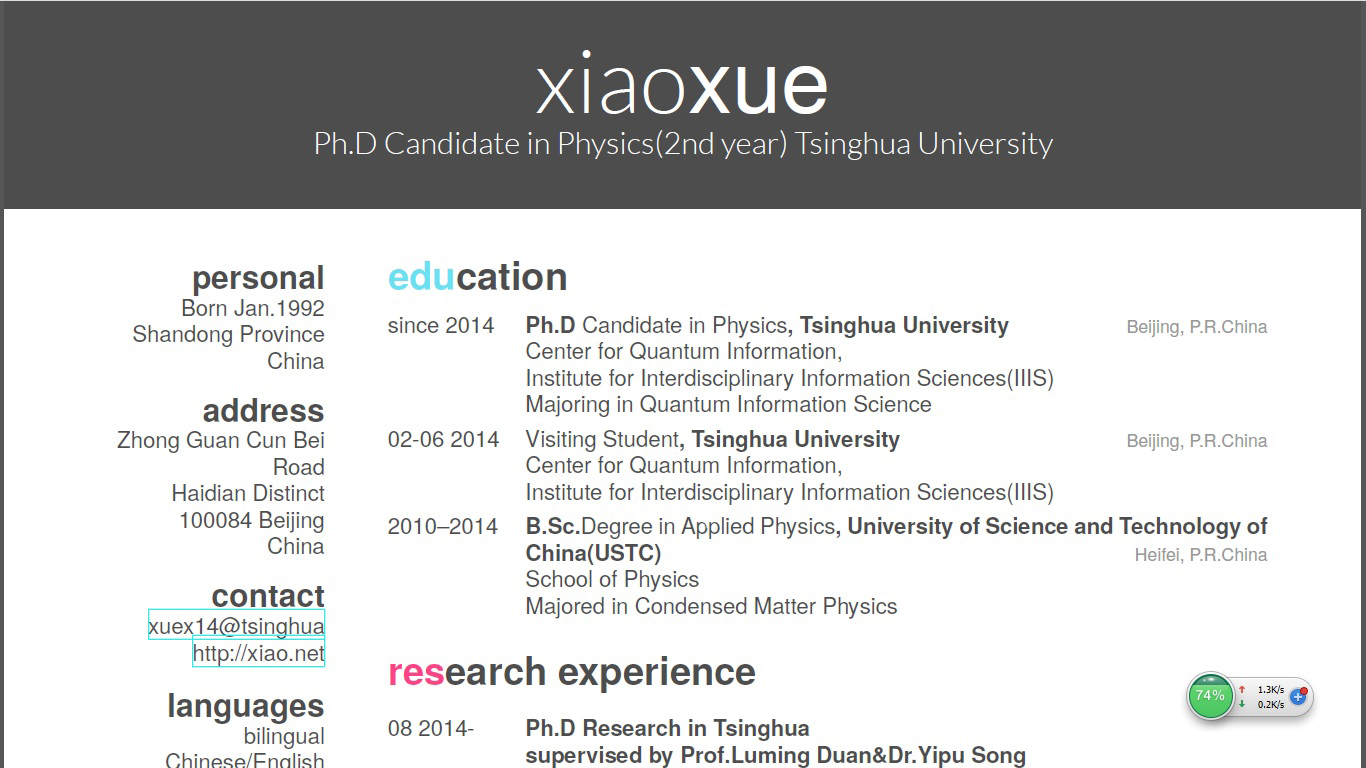 xiaoxue
Ph.D Candidate in Physics(2nd year) Tsinghua University
personal
Born Jan.1992
Shandong Province
China
address
Zhong Guan Cun Bei
Road
Haidian Distinct
100084 Beijing
China
contact
xuex14@tsinghua
http://xiao.net
languages
bilingual
Chinese/English
education
since 2014 Ph.D Candidate in Physics, Tsinghua University Beijing, P.R.China
Center for Quantum Information,
Institute for Interdisciplinary Information Sciences(IIIS)
Majoring in Quantum Information Science
02-06 2014 Visiting Student, Tsinghua University Beijing, P.R.China
Center for Quantum Information,
Institute for Interdisciplinary Information Sciences(IIIS)
2010–2014 B.Sc.Degree in Applied Physics, University of Science and Technology of
China(USTC) Heifei, P.R.China
School of Physics
Majored in Condensed Matter Physics
research experience
08 2014- Ph.D Research in Tsinghua
supervised by Prof.Luming Duan&Dr.Yipu Song
74% 1.3K/s
0.2K/s